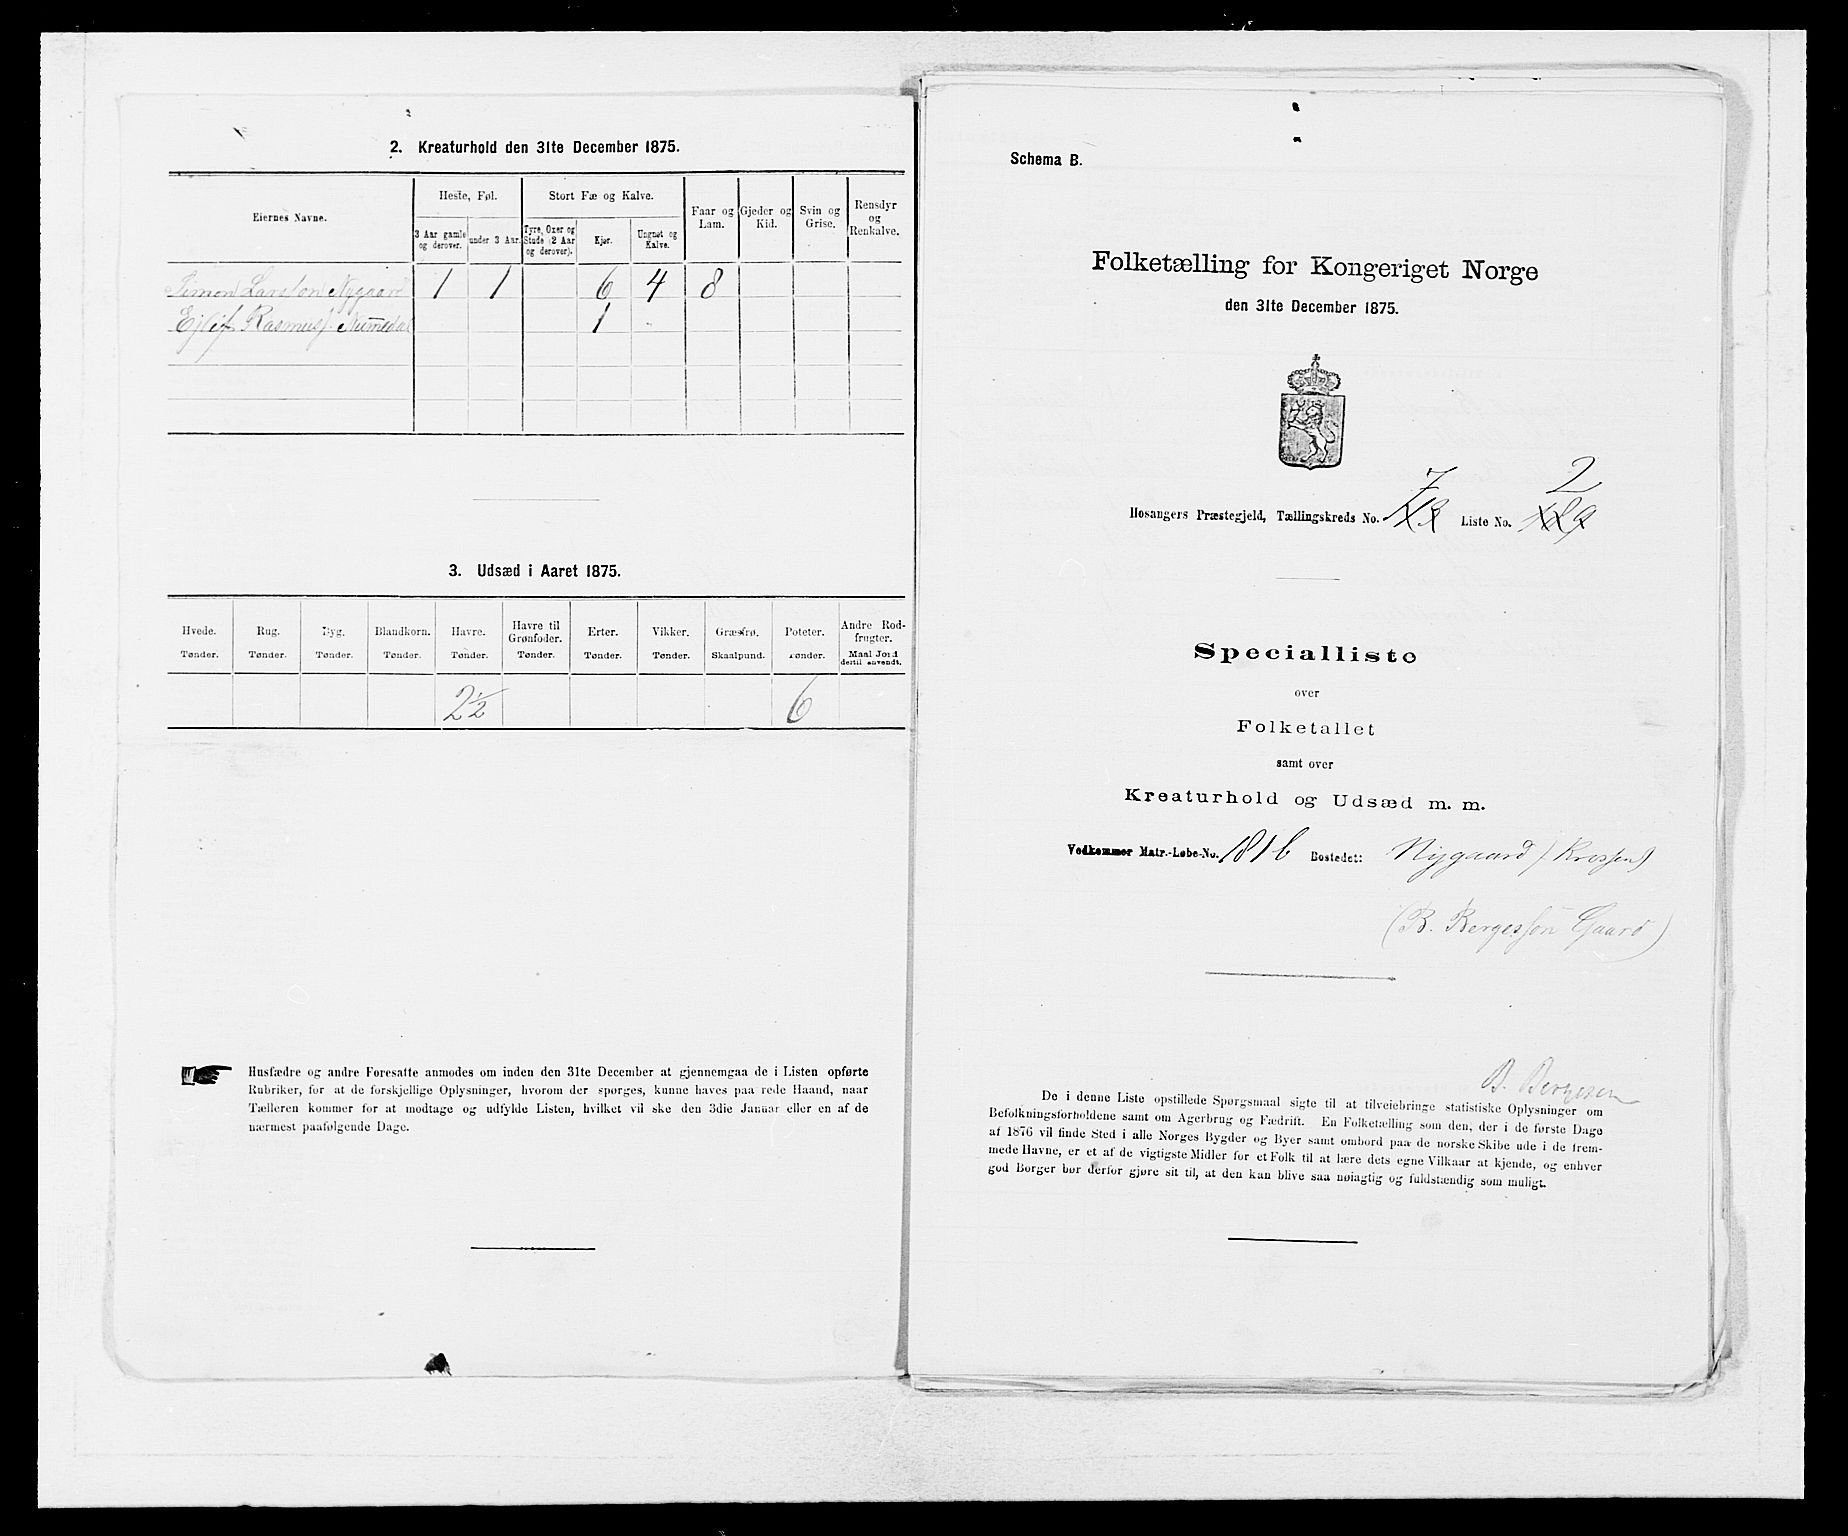 2. Kreaturhold den 31te December 1875.
Eiernes Navne.
Heste, Føl.
Stort Fæ og Kalve.
Faar og Lam.
Gjeder og Kid.
Svin og Grise.
Rensdyr og Renkalve.
3 Aar gamle og derover.
under 3 Aar.
Tyre, Oxer og Stude (2 Aar og derover).
Kjør.
Ungnøt og Kalve.
Simon Larsson Nygaard 1 1 6 4 8
Ejlif Rasmuss. Nummedal 1
3. Udsæd i Aaret 1875.
Hvede. Rug. Byg. Blandkorn. Havre. Havre til Grønfoder. Erter. Vikker. Græsfrø. Poteter. Andre Rodfrugter.
Tønder. Tønder. Tønder. Tønder. Tønder. Tønder. Tønder. Tønder. Skaalpund. Tønder. Maal Jord dertil anvendt.
2½ 6
Husfædre og andre Foresatte anmodes om inden den 31te December at gjennemgaa de i Listen opførte
Rubriker, for at de forskjellige Oplysninger, hvorom der spørges, kunne haves paa rede Haand, naar
Tælleren kommer for at modtage og udfylde Listen, hvilket vil ske den 3die Januar eller en af de
nærmest paafølgende Dage.
Schema B.
Folketælling for Kongeriget Norge
den 31te December 1875.
7 2
Hosangers Præstegjeld, Tællingskreds No. Liste No.
Specialliste
over
Folketallet
samt over
Kreaturhold og Udsæd m. m.
Vedkommer Matr.-Løbe-No. 181b Bostedet: Nygaard (Krossen)
(B. Bergesson Gaard)
B. Bergesen
De i denne Liste opstillede Spørgsmaal sigte til at tilveiebringe statistiske Oplysninger om
Befolkningsforholdene samt om Agerbrug og Fædrift. En Folketælling som den, der i de første Dage
af 1876 vil finde Sted i alle Norges Bygder og Byer samt ombord paa de norske Skibe ude i de frem-
mede Havne, er et af de vigtigste Midler for et Folk til at lære dets egne Vilkaar at kjende, og enhver
god Borger bør derfor gjøre sit til, at den kan blive saa nøiagtig og fuldstændig som muligt.